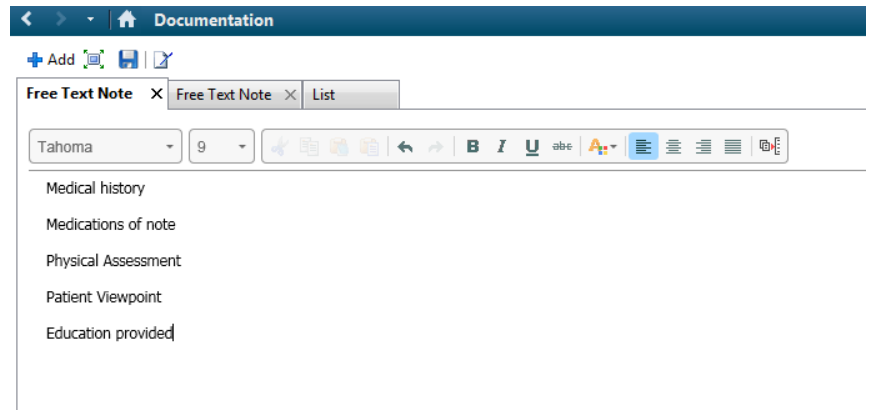 Documentation
Add
Free Text Note Free Text Note List
Tahoma 9 B I U abc A
Medical history
Medications of note
Physical Assessment
Patient Viewpoint
Education provided